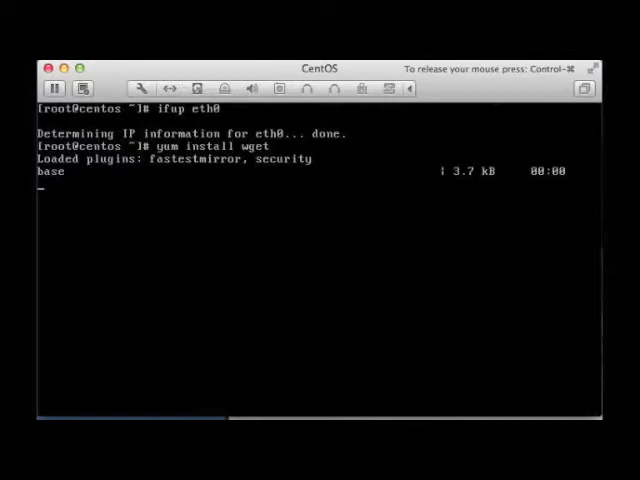 CentOS
To release your mouse press: Control-⌘
[root@centos ~]# ifup eth0
Determining IP information for eth0... done.
[root@centos ~]# yum install wget
Loaded plugins: fastestmirror, security
base | 3.7 kB 00:00